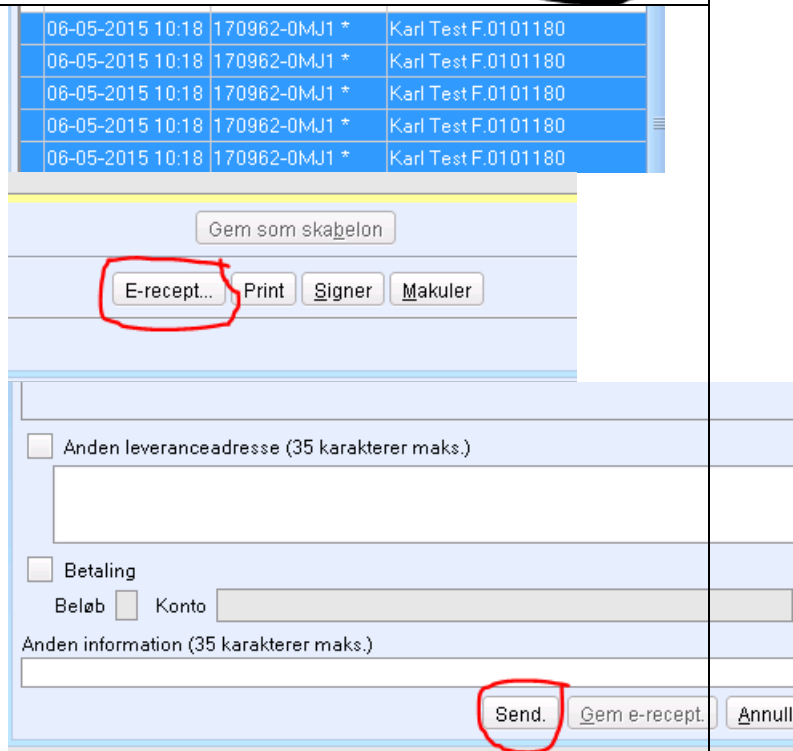 06-05-2015 10:18 170962-0MJ1 * Karl Test F.0101180
06-05-2015 10:18 170962-0MJ1 * Karl Test F.0101180
06-05-2015 10:18 170962-0MJ1 * Karl Test F.0101180
06-05-2015 10:18 170962-0MJ1 * Karl Test F.0101180
06-05-2015 10:18 170962-0MJ1 * Karl Test F.0101180
Gem som skabelon
E-recept... Print Signer Makuler
Anden leveranceadresse (35 karakterer maks.)
Betaling
Beløb Konto
Anden information (35 karakterer maks.)
Send. Gem e-recept. Annull